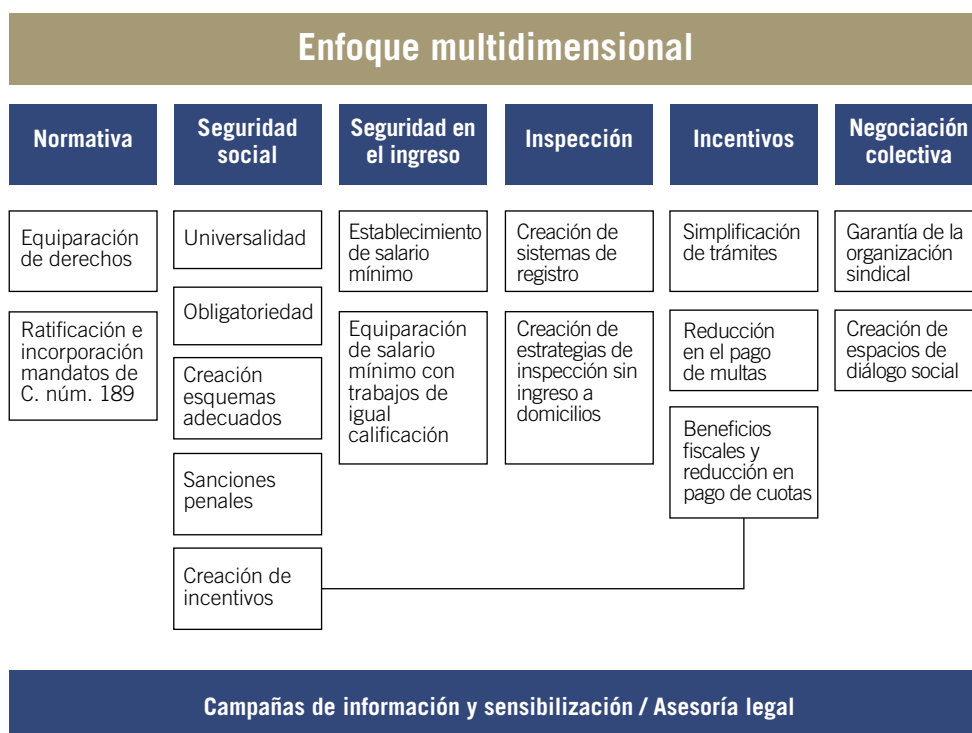 Enfoque multidimensional
Normativa
Equiparación
de derechos
Ratificación e
incorporación
mandatos de
C. núm. 189
Seguridad
social
Universalidad
Obligatoriedad
Creación
esquemas
adecuados
Sanciones
penales
Creación de
incentivos
Seguridad en
el ingreso
Establecimiento
de salario
mínimo
Equiparación
de salario
mínimo con
trabajos de
igual
calificación
Inspección
Creación de
sistemas de
registro
Creación de
estrategias de
inspección sin
ingreso a
domicilios
Incentivos
Simplificación
de trámites
Reducción
en el pago
de multas
Beneficios
fiscales y
reducción en
pago de cuotas
Negociación
colectiva
Garantía de la
organización
sindical
Creación de
espacios de
diálogo social
Campañas de información y sensibilización / Asesoría legal